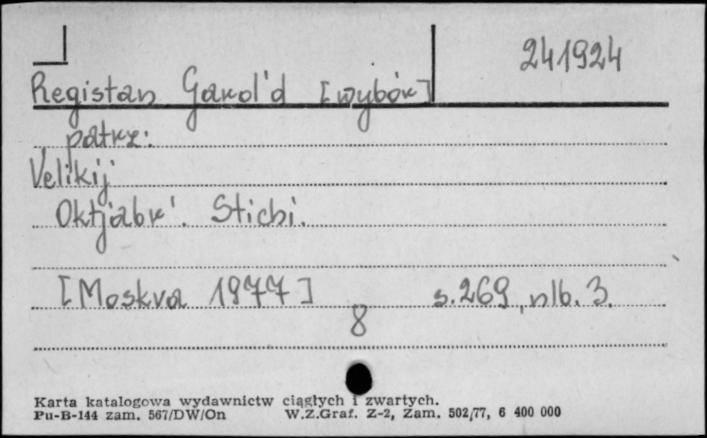 241924
Registan Garol'd [wybór]
patrz:
Velikij
Oktjabr'. Stichi.
[Moskva 1977] s.269, nlb. 3.
8
Karta katalogowa wydawnictw ciągłych i zwartych.
Pu-B-144 zam. 567/DW/On W.Z.Graf. Z-2, Zam. 502/77, 6 400 000